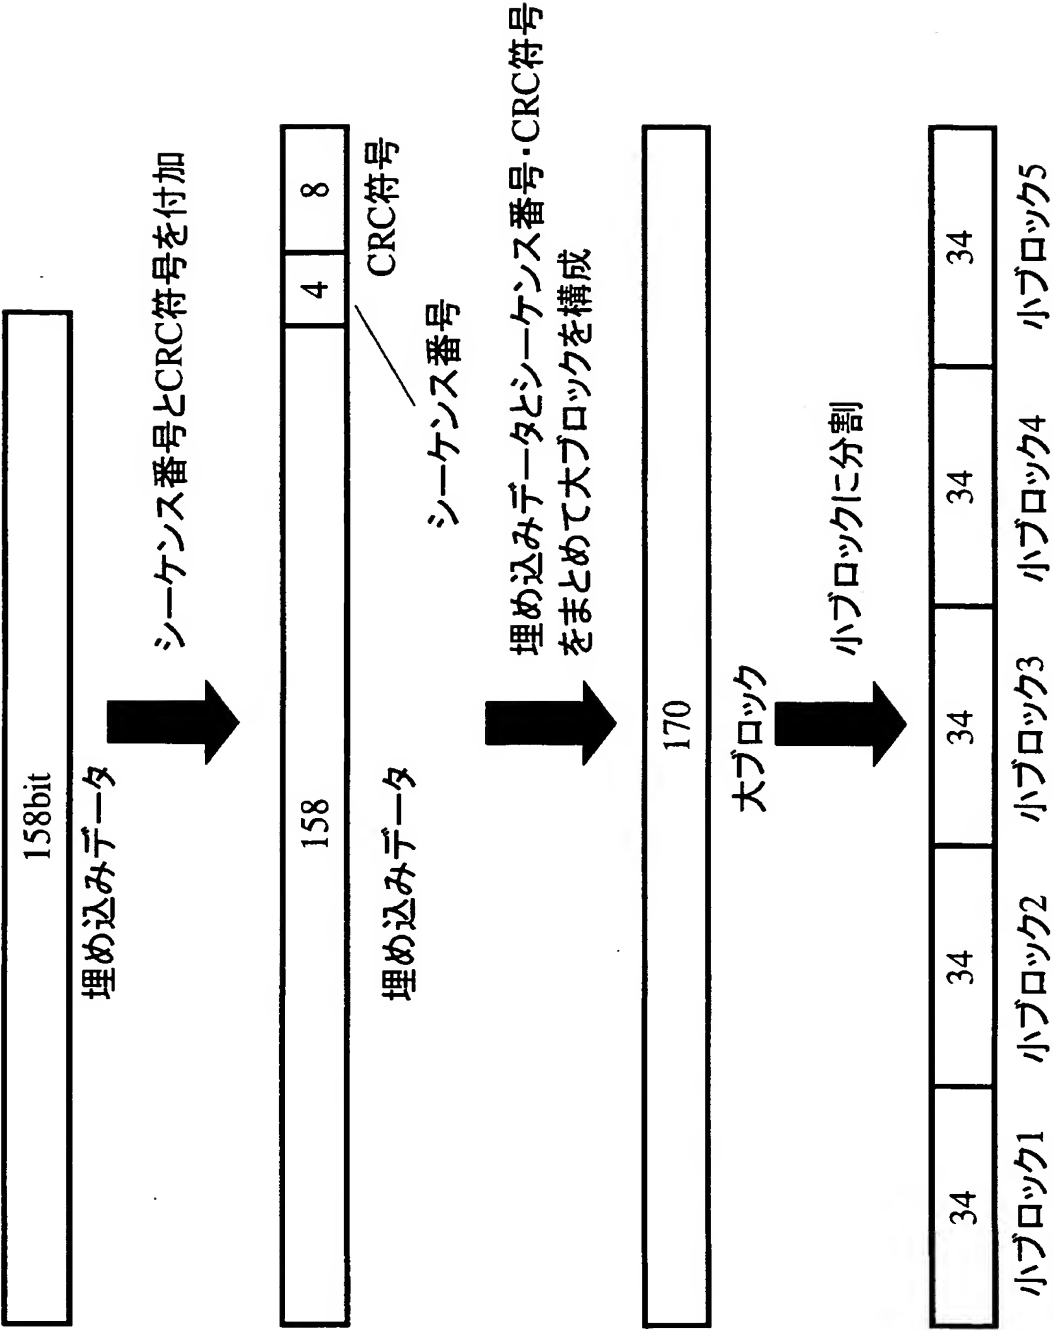 158bit
埋め込みデータ
シーケンス番号とCRC符号を付加
158
4
8
埋め込みデータ
シーケンス番号
CRC符号
埋め込みデータとシーケンス番号・CRC符号
をまとめて大ブロックを構成
170
大ブロック
小ブロックに分割
34
34
34
34
34
小ブロック1
小ブロック2
小ブロック3
小ブロック4
小ブロック5